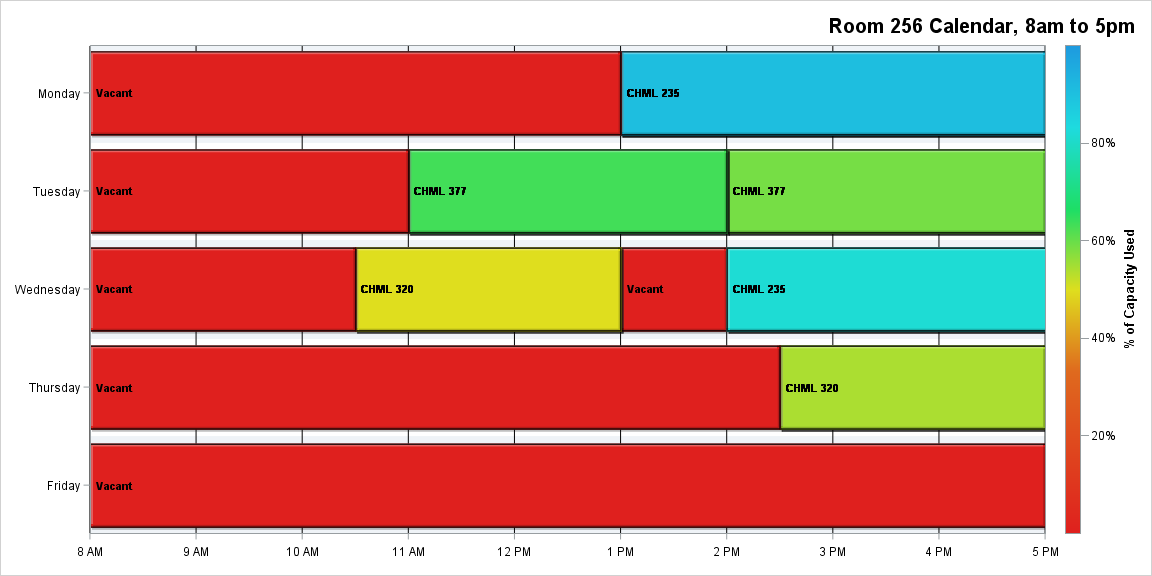 Room 256 Calendar, 8am to 5pm
Monday
Vacant
CHML 235
Tuesday
Vacant
CHML 377
CHML 377
Wednesday
Vacant
CHML 320
Vacant
CHML 235
Thursday
Vacant
CHML 320
Friday
Vacant
8 AM
9 AM
10 AM
11 AM
12 PM
1 PM
2 PM
3 PM
4 PM
5 PM
80%
60%
40%
20%
% of Capacity Used